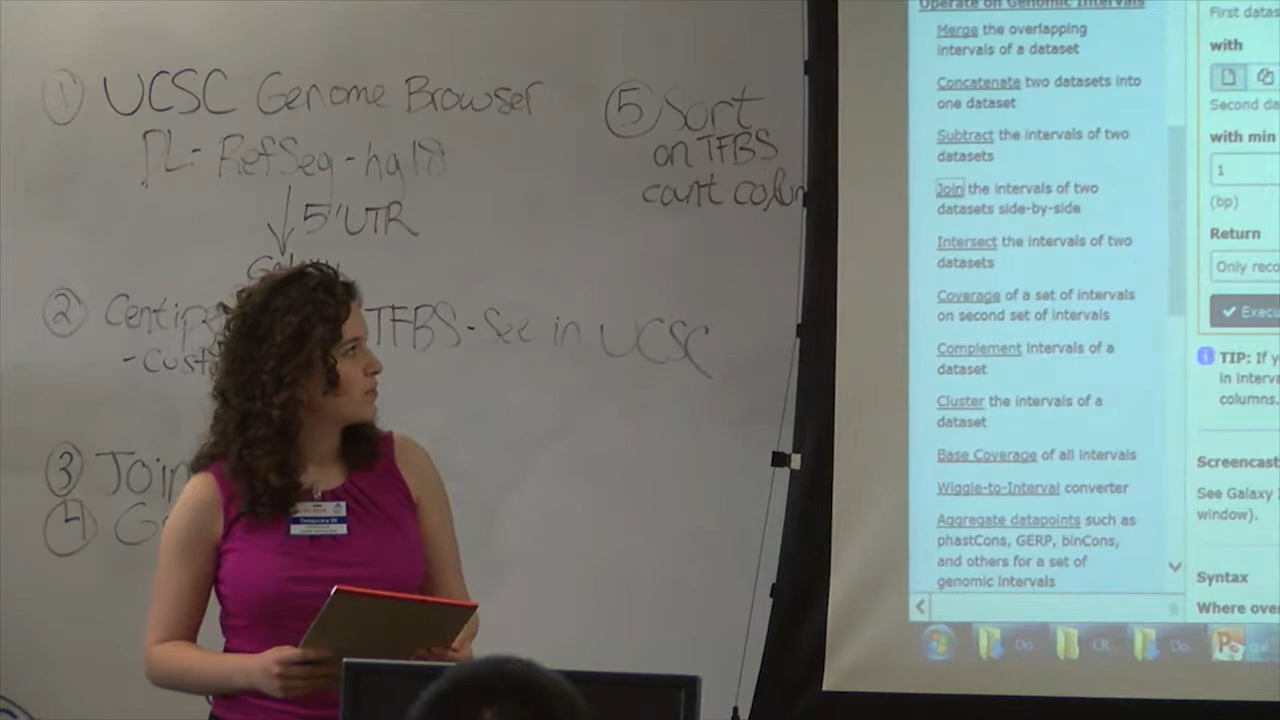 ① UCSC Genome Browser
DL- RefSeq-hg18
5'UTR
② TFBS-See in UCSC
③ Join
④
⑤ Sort
on TFBS
count colum
Temporary ID
Operate on Genomic Intervals
Merge the overlapping
intervals of a dataset
Concatenate two datasets into
one dataset
Subtract the intervals of two
datasets
Join the intervals of two
datasets side-by-side
Intersect the intervals of two
datasets
Coverage of a set of intervals
on second set of intervals
Complement intervals of a
dataset
Cluster the intervals of a
dataset
Base Coverage of all intervals
Wiggle-to-Interval converter
Aggregate datapoints such as
phastCons, GERP, binCons,
and others for a set of
genomic intervals
First datas
with
Second da
with min
1
(bp)
Return
Only reco
Execu
TIP: If y
in interva
columns.
Screencast
See Galaxy
window).
Syntax
Where over